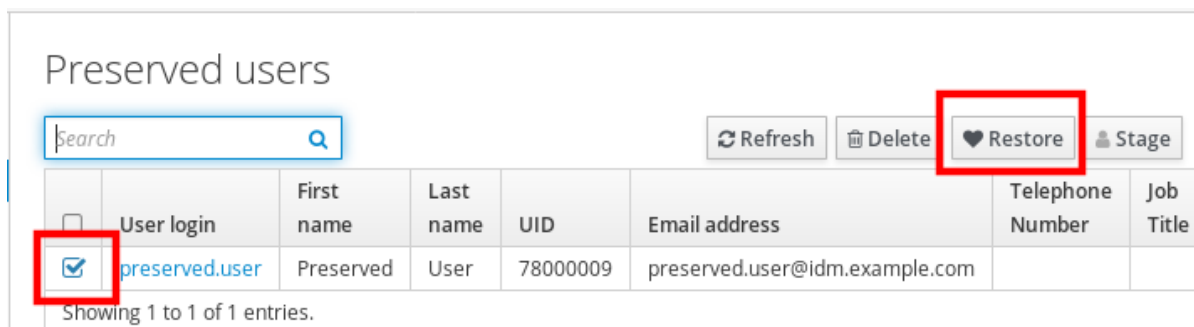 Preserved users
Search
Refresh Delete Restore Stage
First Last Telephone Job
User login name name UID Email address Number Title
preserved.user Preserved User 78000009 preserved.user@idm.example.com
Showing 1 to 1 of 1 entries.